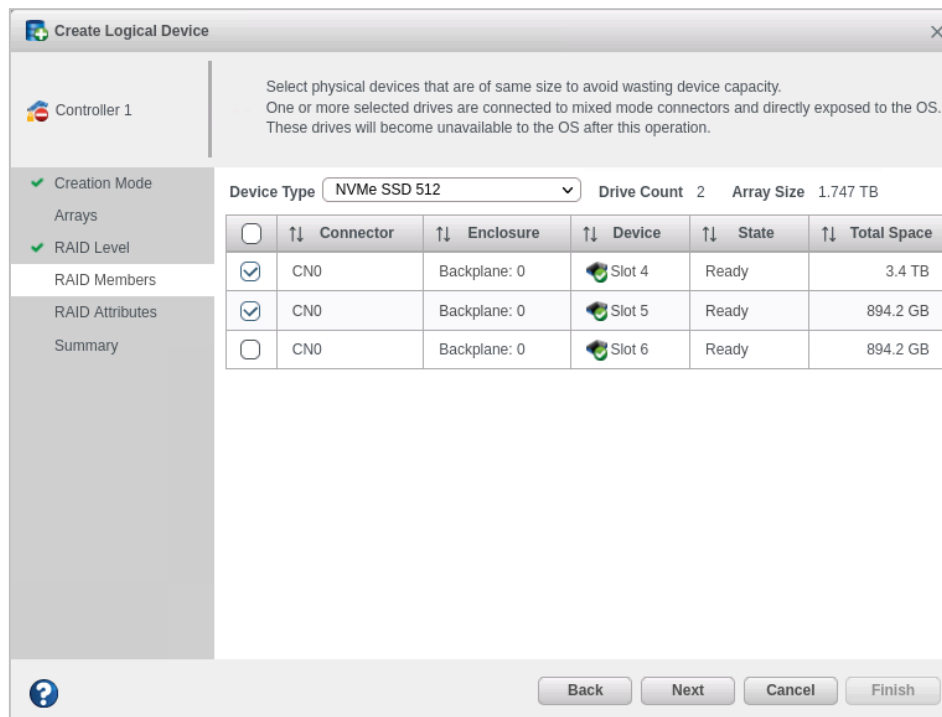 Create Logical Device
Controller 1
Select physical devices that are of same size to avoid wasting device capacity.
One or more selected drives are connected to mixed mode connectors and directly exposed to the OS.
These drives will become unavailable to the OS after this operation.
Creation Mode
Arrays
RAID Level
RAID Members
RAID Attributes
Summary
Device Type NVMe SSD 512 Drive Count 2 Array Size 1.747 TB
Connector Enclosure Device State Total Space
CN0 Backplane: 0 Slot 4 Ready 3.4 TB
CN0 Backplane: 0 Slot 5 Ready 894.2 GB
CN0 Backplane: 0 Slot 6 Ready 894.2 GB
? Back Next Cancel Finish